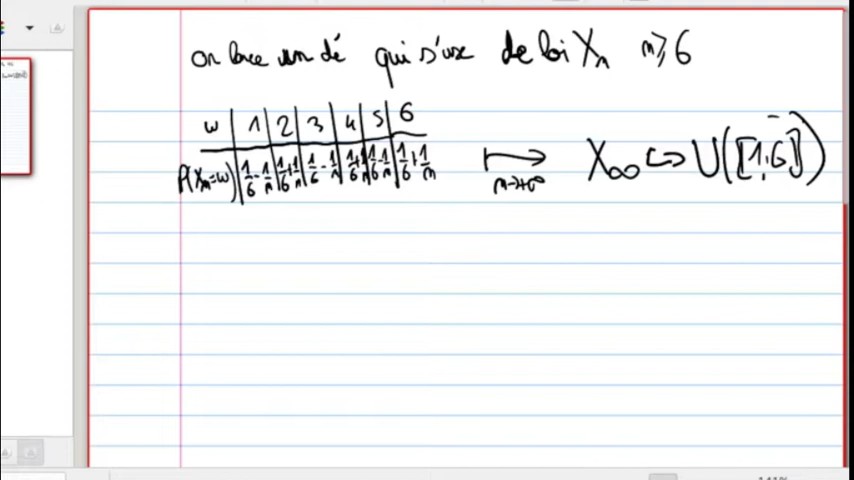 on lance un dé qui s'use de loi Xₙ n ⩾ 6
ω | 1 | 2 | 3 | 4 | 5 | 6
P(Xₙ=ω) | 1/6 - 1/n | 1/6 + 1/n | 1/6 - 1/n | 1/6 + 1/n | 1/6 - 1/n | 1/6 + 1/n
⟼ n→+∞ X∞ ↪ U([[1;6]])